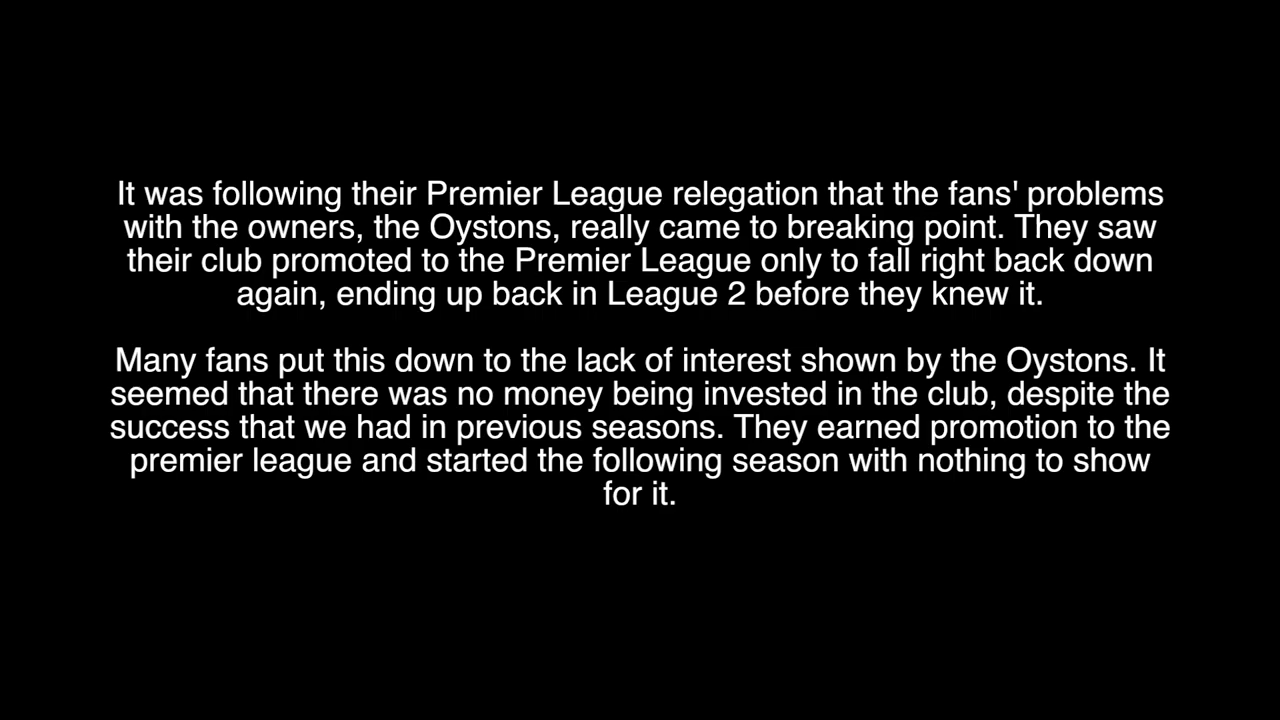 It was following their Premier League relegation that the fans' problems
with the owners, the Oystons, really came to breaking point. They saw
their club promoted to the Premier League only to fall right back down
again, ending up back in League 2 before they knew it.
Many fans put this down to the lack of interest shown by the Oystons. It
seemed that there was no money being invested in the club, despite the
success that we had in previous seasons. They earned promotion to the
premier league and started the following season with nothing to show
for it.